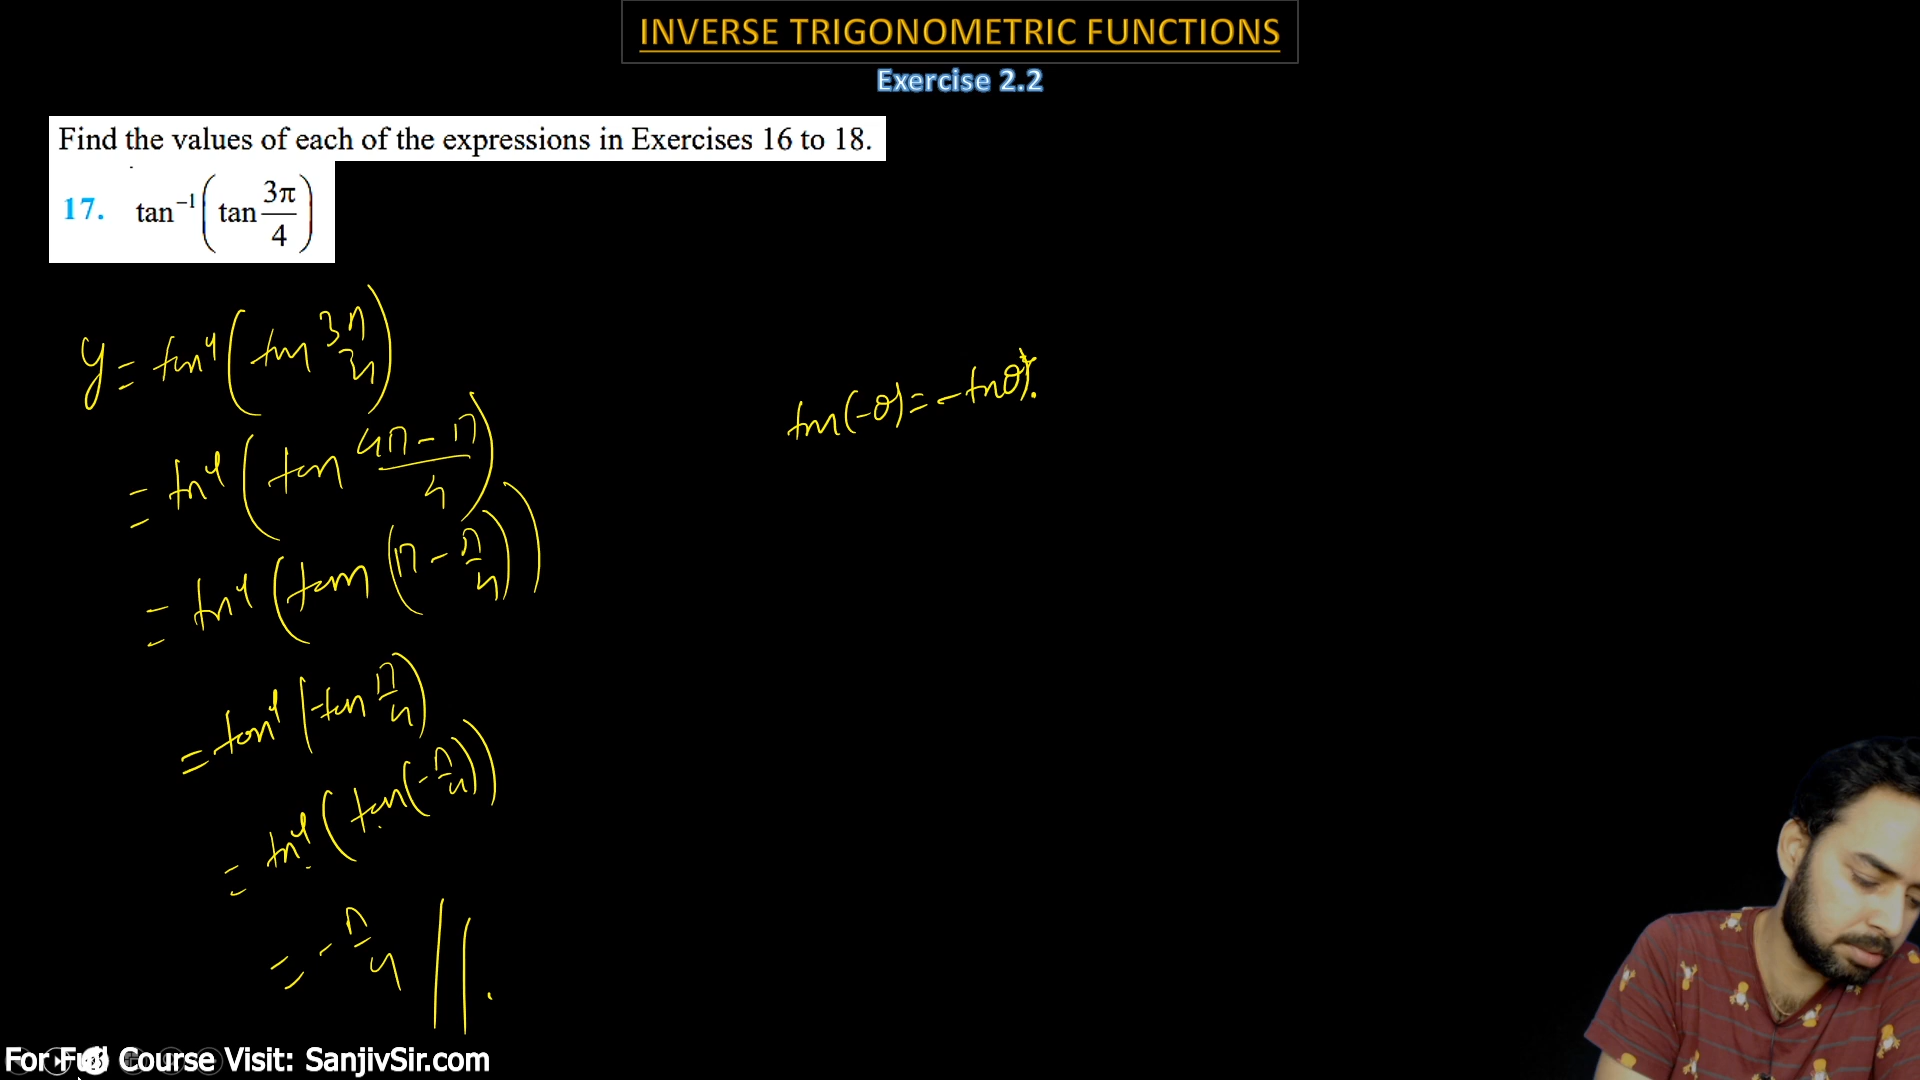 INVERSE TRIGONOMETRIC FUNCTIONS
Exercise 2.2
Find the values of each of the expressions in Exercises 16 to 18.
17. tan⁻¹(tan 3π/4)
y = tan⁻¹(tan 3π/4)
= tan⁻¹(tan (4π - π)/4)
= tan⁻¹(tan(π - π/4))
= tan⁻¹(-tan π/4)
= tan⁻¹(tan(-π/4))
= -π/4 //.
tan(-θ) = -tanθ.
For Full Course Visit: SanjivSir.com